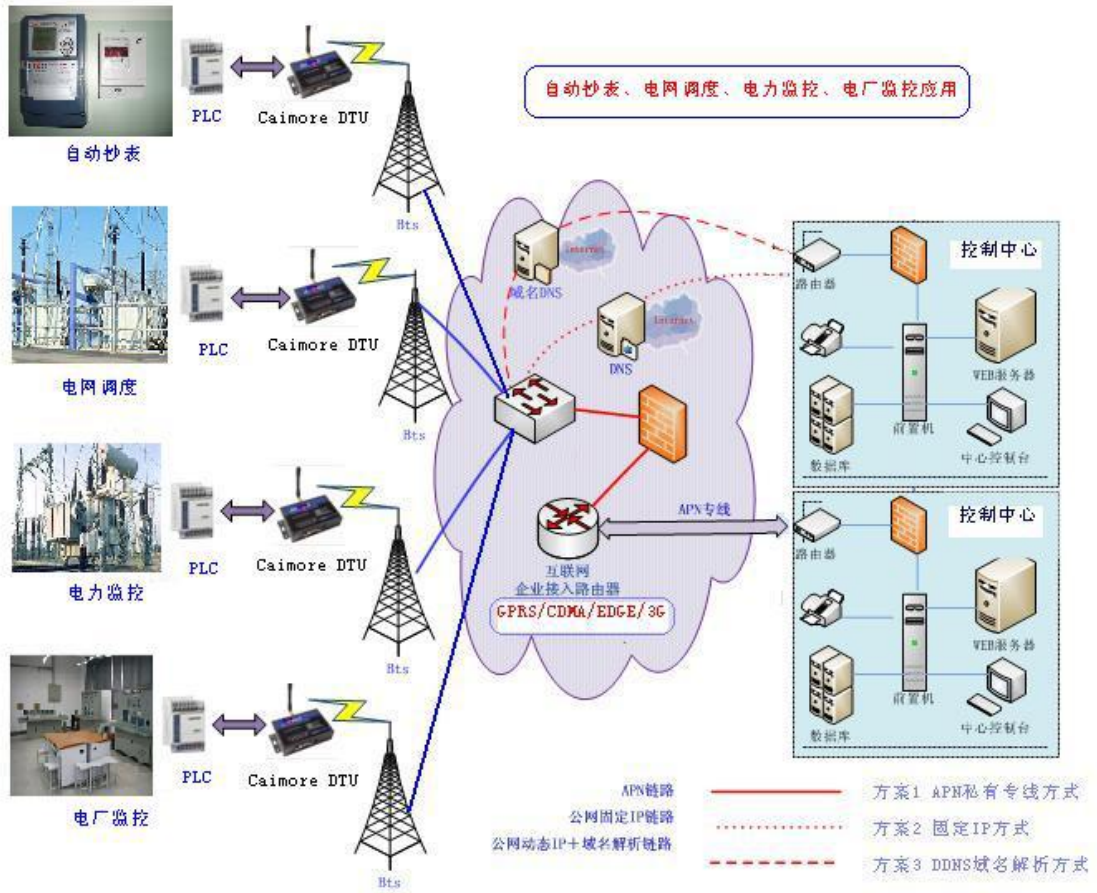 自动抄表、电网调度、电力监控、电厂监控应用
PLC
Caimore DTU
自动抄表
Bts
PLC
Caimore DTU
电网调度
Bts
PLC
Caimore DTU
电力监控
Bts
PLC
Caimore DTU
电厂监控
Bts
Internet
域名DNS
Internet
DNS
互联网
企业接入路由器
GPRS/CDMA/EDGE/3G
APN专线
控制中心
路由器
WEB服务器
前置机
数据库
中心控制台
控制中心
路由器
WEB服务器
前置机
数据库
中心控制台
APN链路
方案1 APN私有专线方式
公网固定IP链路
方案2 固定IP方式
公网动态IP+域名解析链路
方案3 DDNS域名解析方式